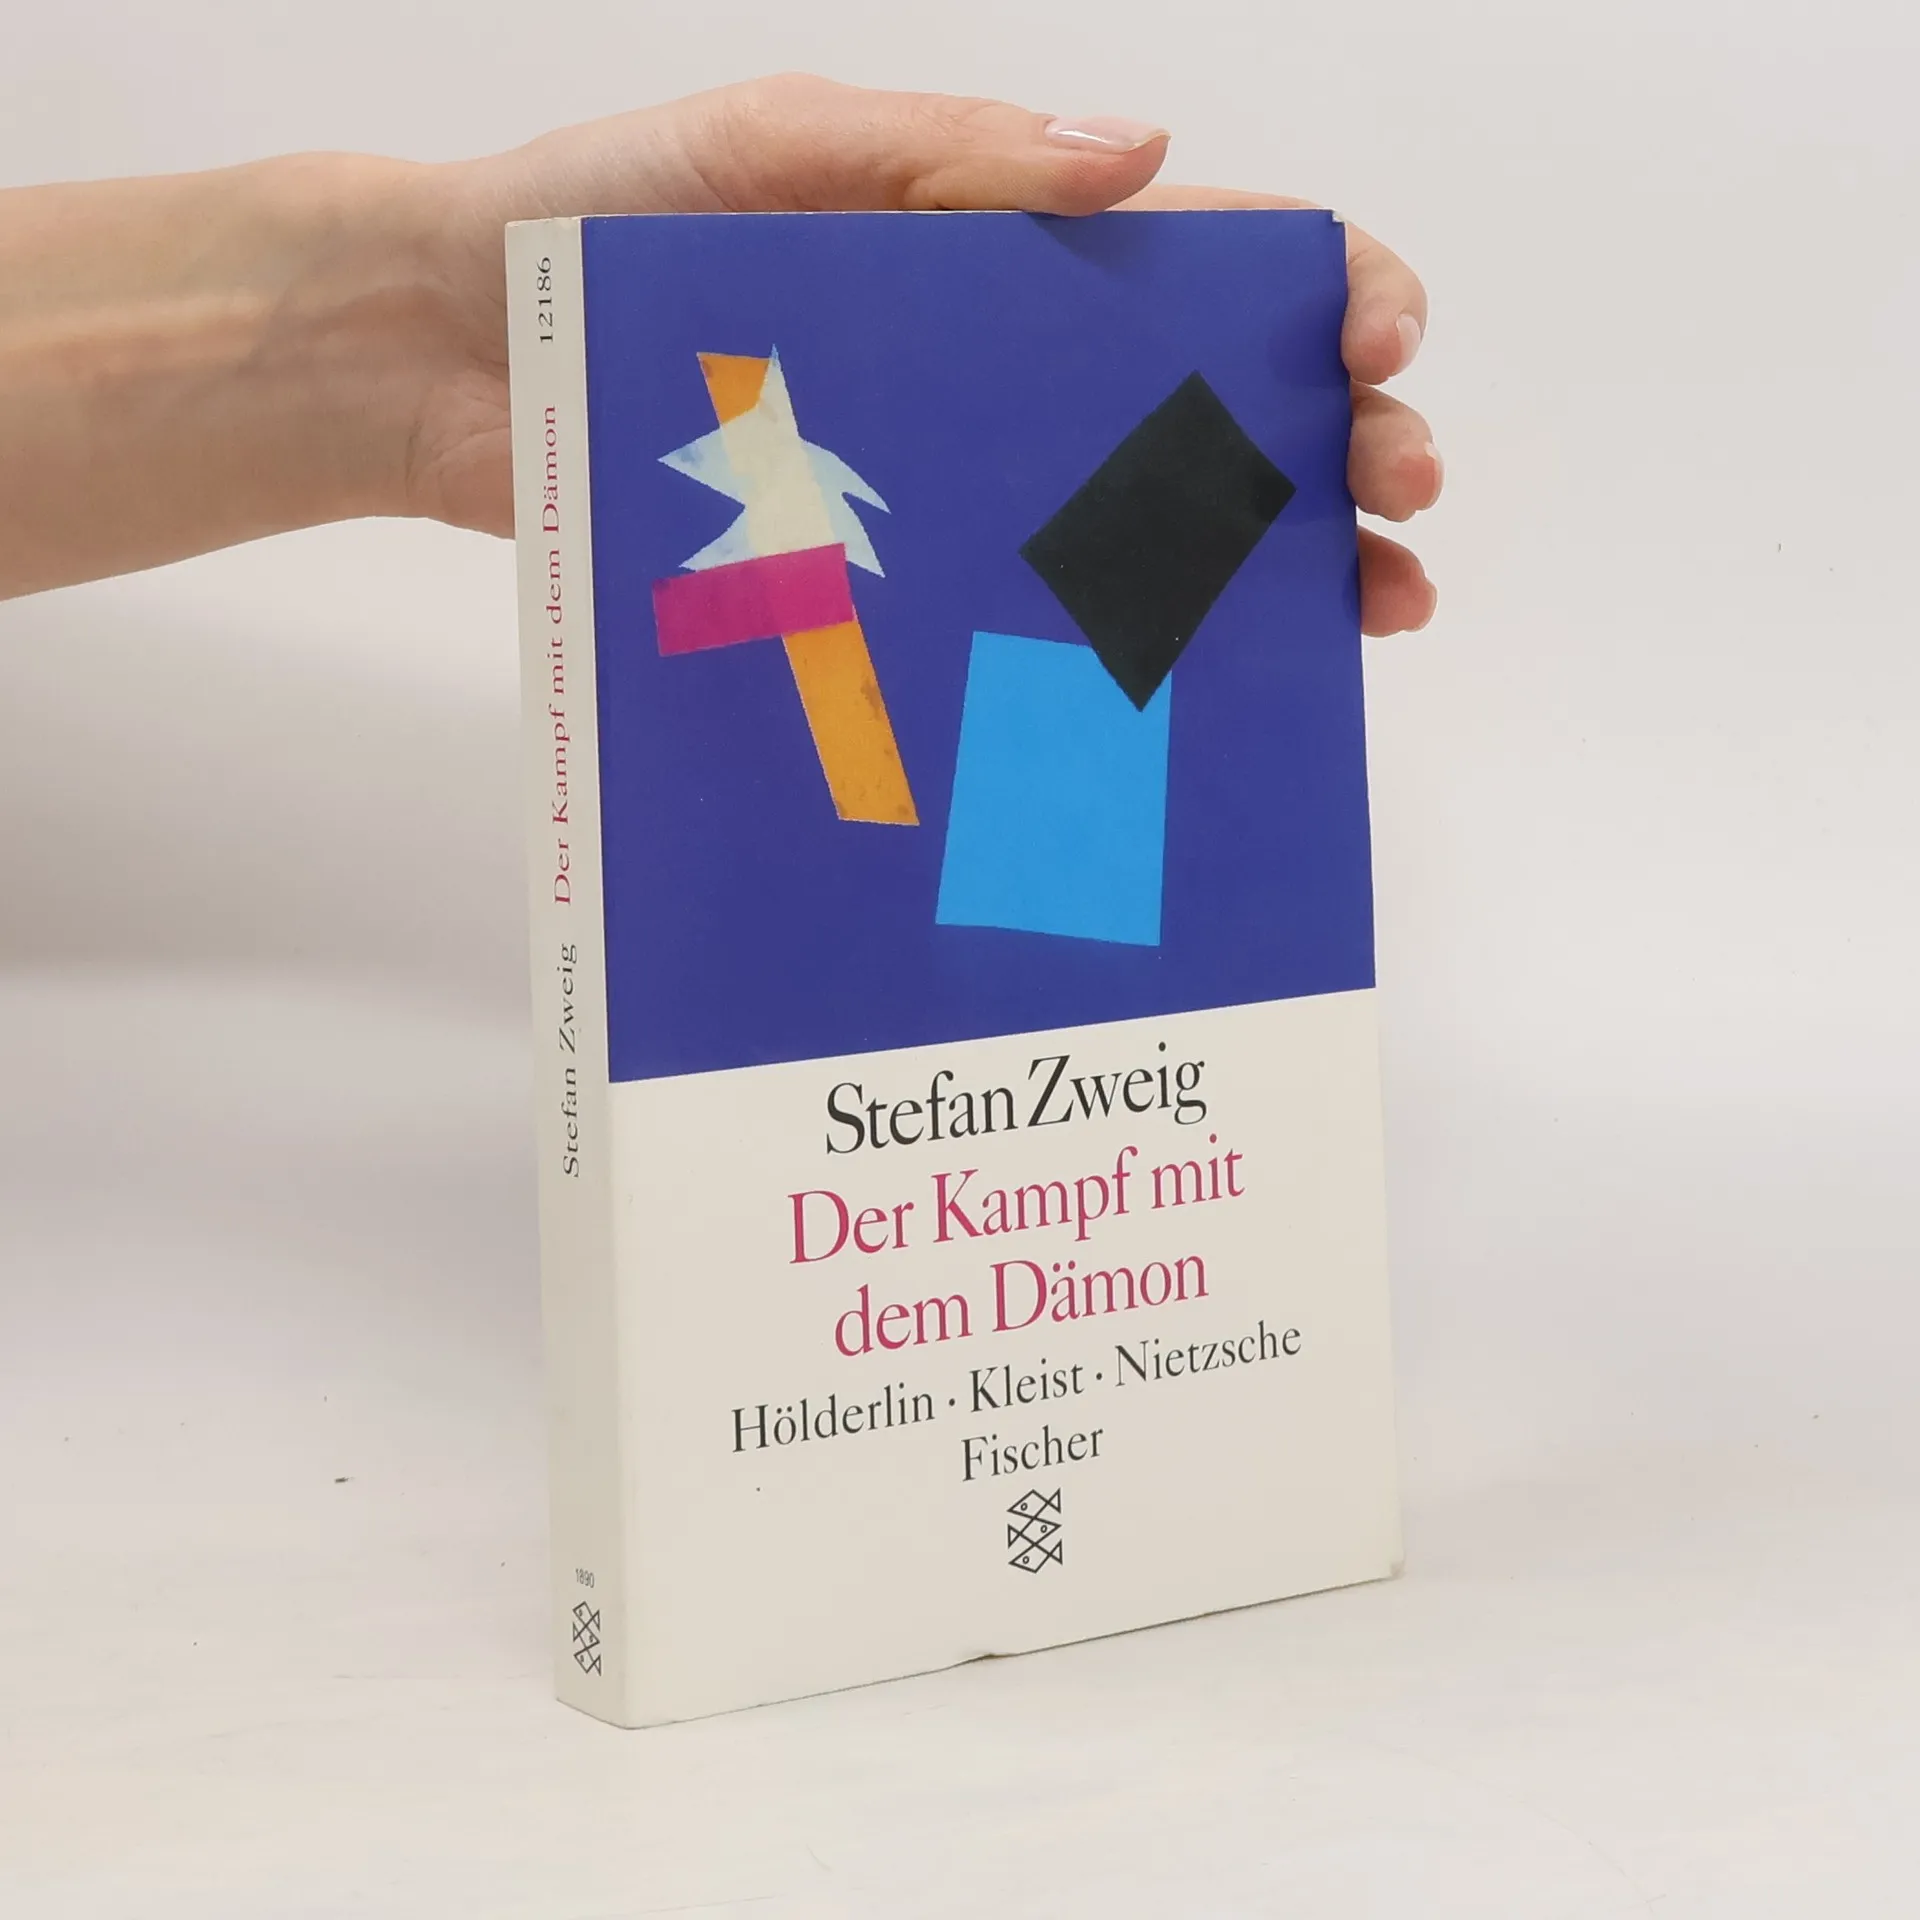 Stefan Zweig Der Kampf mit dem Dämon 12186
1890
Stefan Zweig
Der Kampf mit
dem Dämon
Hölderlin · Kleist · Nietzsche
Fischer